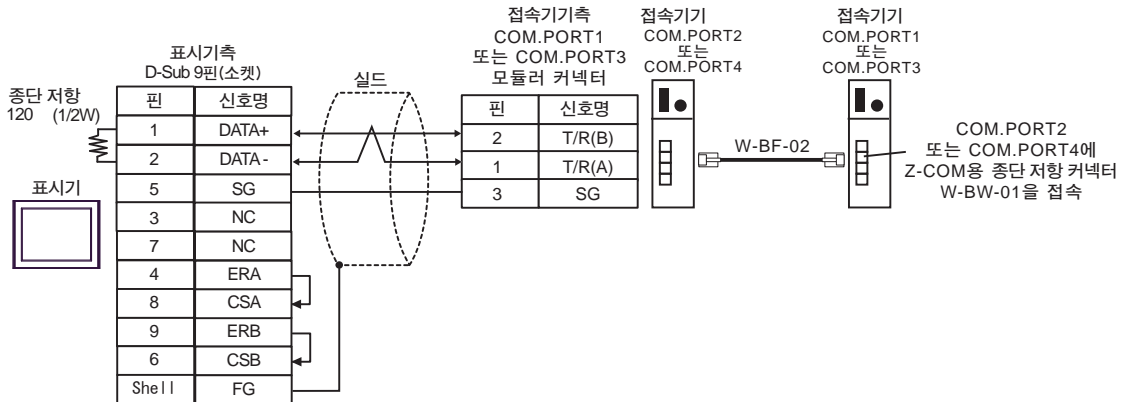 표시기측
D-Sub 9핀(소켓)
종단 저항
120 (1/2W)
표시기
핀 신호명
1 DATA+
2 DATA-
5 SG
3 NC
7 NC
4 ERA
8 CSA
9 ERB
6 CSB
Shell FG
실드
접속기기측
COM.PORT1
또는 COM.PORT3
모듈러 커넥터
핀 신호명
2 T/R(B)
1 T/R(A)
3 SG
접속기기
COM.PORT2
또는
COM.PORT4
W-BF-02
접속기기
COM.PORT1
또는
COM.PORT3
COM.PORT2
또는 COM.PORT4에
Z-COM용 종단 저항 커넥터
W-BW-01을 접속